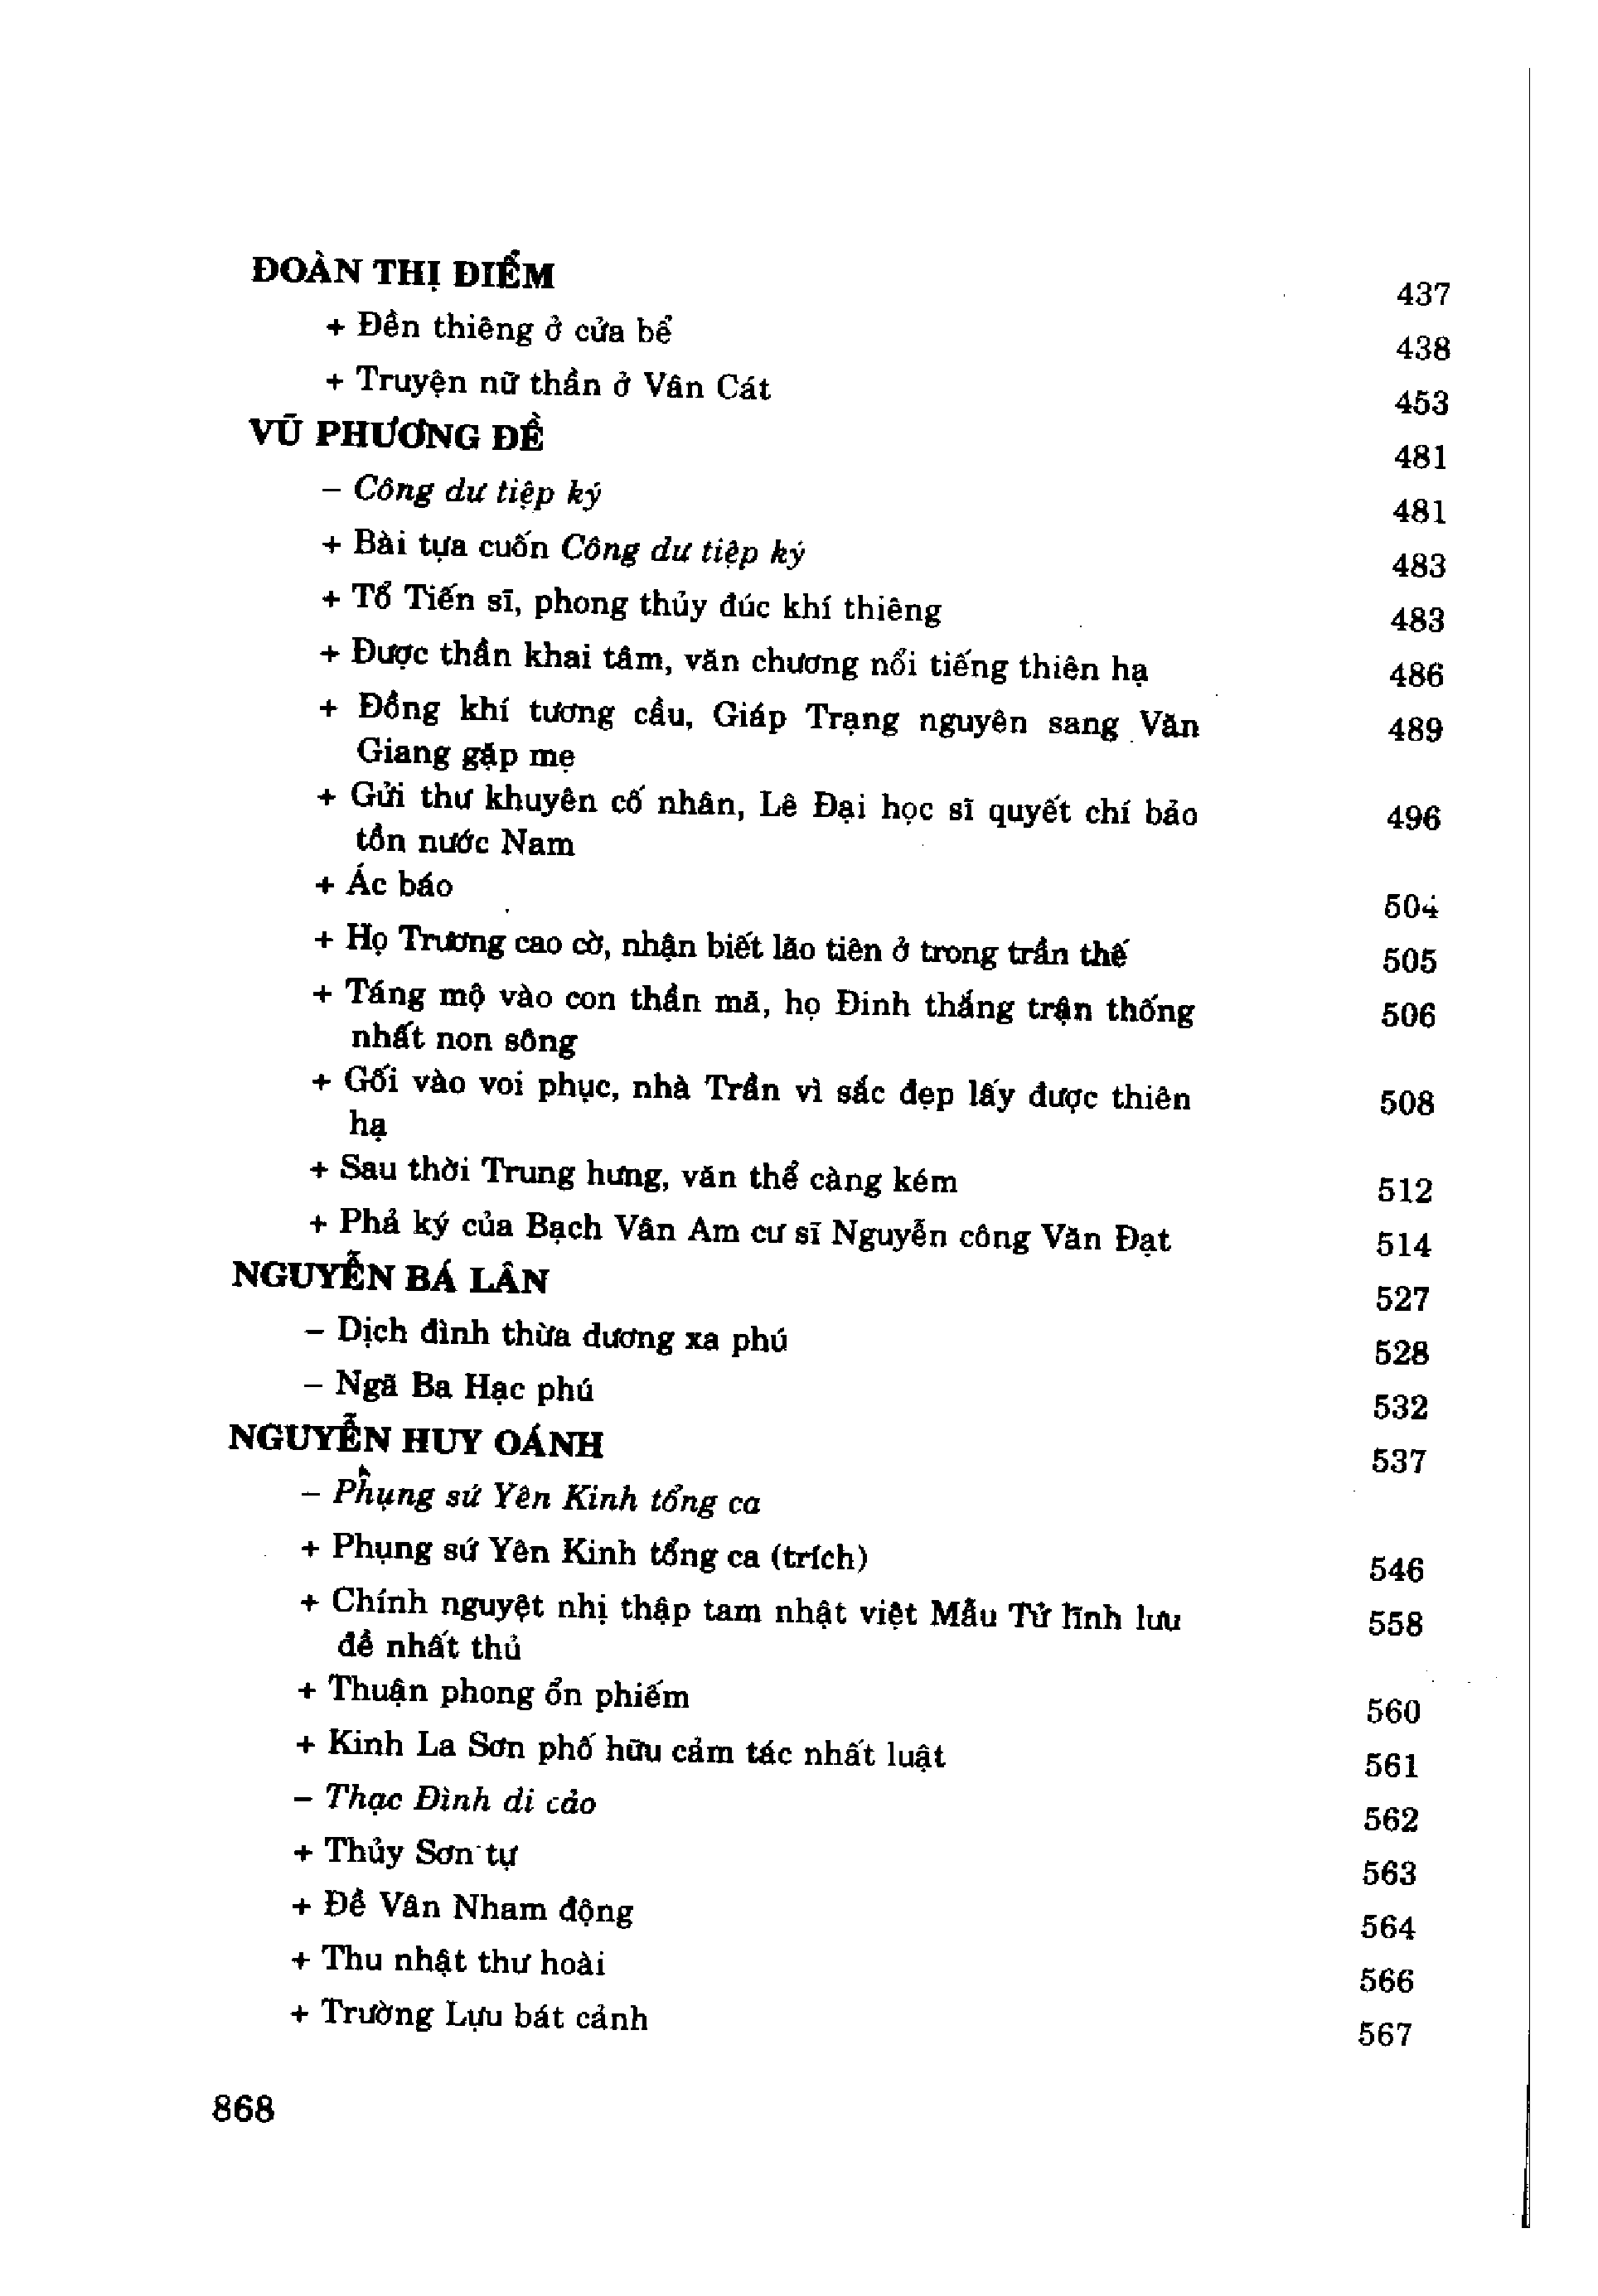 ĐOÀN THỊ ĐIỂM 437
+ Đền thiêng ở cửa bể 438
+ Truyện nữ thần ở Vân Cát 453
VŨ PHƯƠNG ĐỀ 481
– Công dư tiệp ký 481
+ Bài tựa cuốn Công dư tiệp ký 483
+ Tổ Tiến sĩ, phong thủy đúc khí thiêng 483
+ Được thần khai tâm, văn chương nổi tiếng thiên hạ 486
+ Đồng khí tương cầu, Giáp Trạng nguyên sang Văn 489
Giang gặp mẹ
+ Gửi thư khuyên cố nhân, Lê Đại học sĩ quyết chí bảo 496
tồn nước Nam
+ Ác báo 504
+ Họ Trương cao cờ, nhận biết lão tiên ở trong trần thế 505
+ Táng mộ vào con thần mã, họ Đinh thắng trận thống 506
nhất non sông
+ Gối vào voi phục, nhà Trần vì sắc đẹp lấy được thiên 508
hạ
+ Sau thời Trung hưng, văn thể càng kém 512
+ Phả ký của Bạch Vân Am cư sĩ Nguyễn công Văn Đạt 514
NGUYỄN BÁ LÂN 527
– Dịch đình thừa dương xa phú 528
– Ngã Ba Hạc phú 532
NGUYỄN HUY OÁNH 537
– Phụng sứ Yên Kinh tổng ca
+ Phụng sứ Yên Kinh tổng ca (trích) 546
+ Chính nguyệt nhị thập tam nhật việt Mẫu Tử lĩnh lưu 558
đề nhất thủ
+ Thuận phong ổn phiếm 560
+ Kinh La Sơn phố hữu cảm tác nhất luật 561
– Thạc Đình di cảo 562
+ Thủy Sơn tự 563
+ Đề Vân Nham động 564
+ Thu nhật thư hoài 566
+ Trường Lựu bát cảnh 567
868